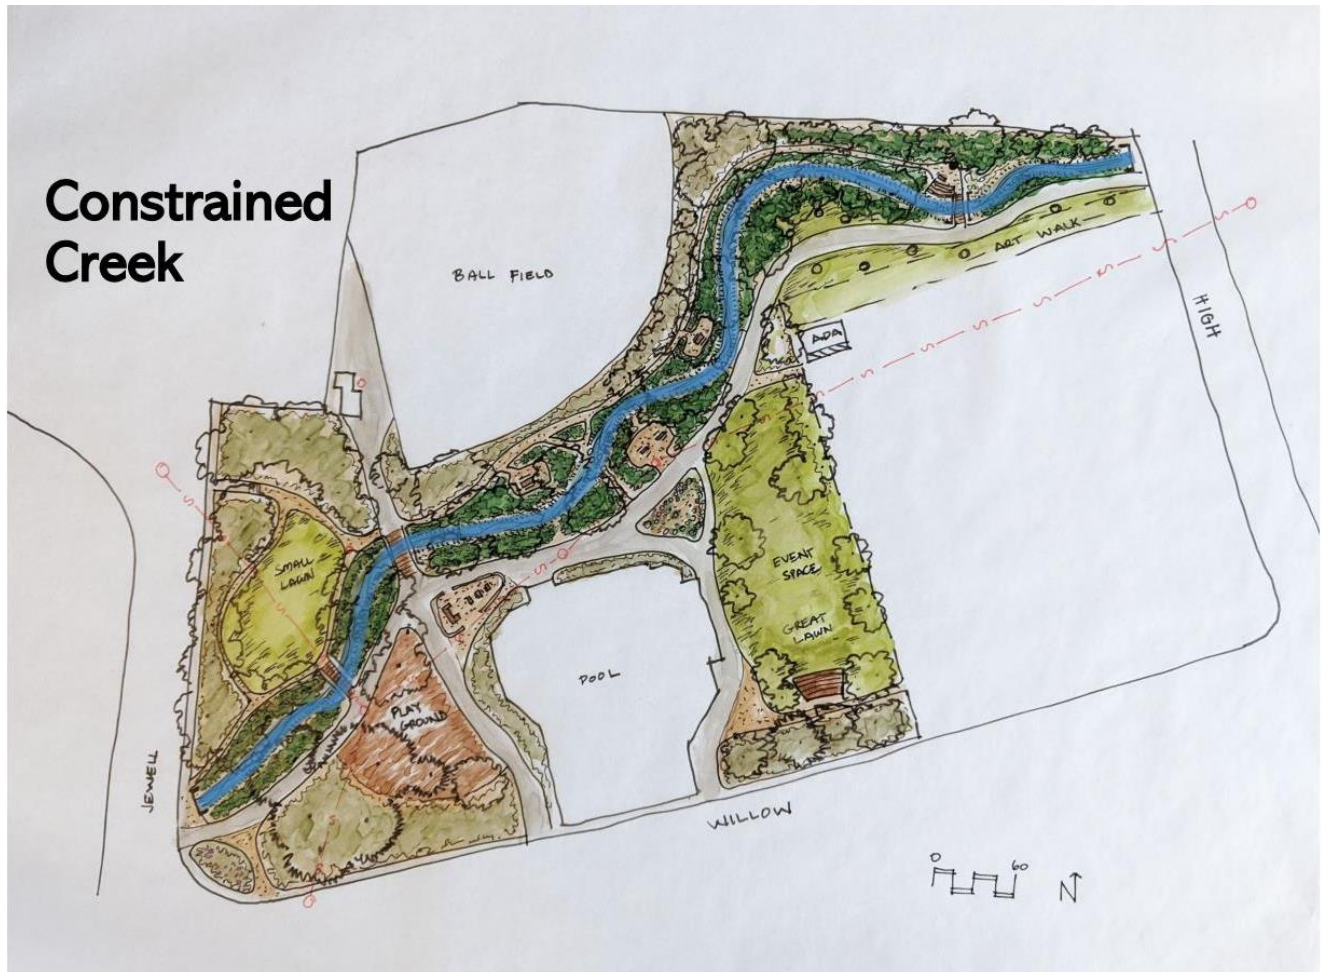 Constrained
Creek
BALL FIELD
ART WALK
HIGH
ADA
SMALL
LAWN
EVENT
SPACE
GREAT
LAWN
POOL
PLAY
GROUND
JEWELL
WILLOW
0 60
N
S
S
S
S
S
S
S
S
S
S
S